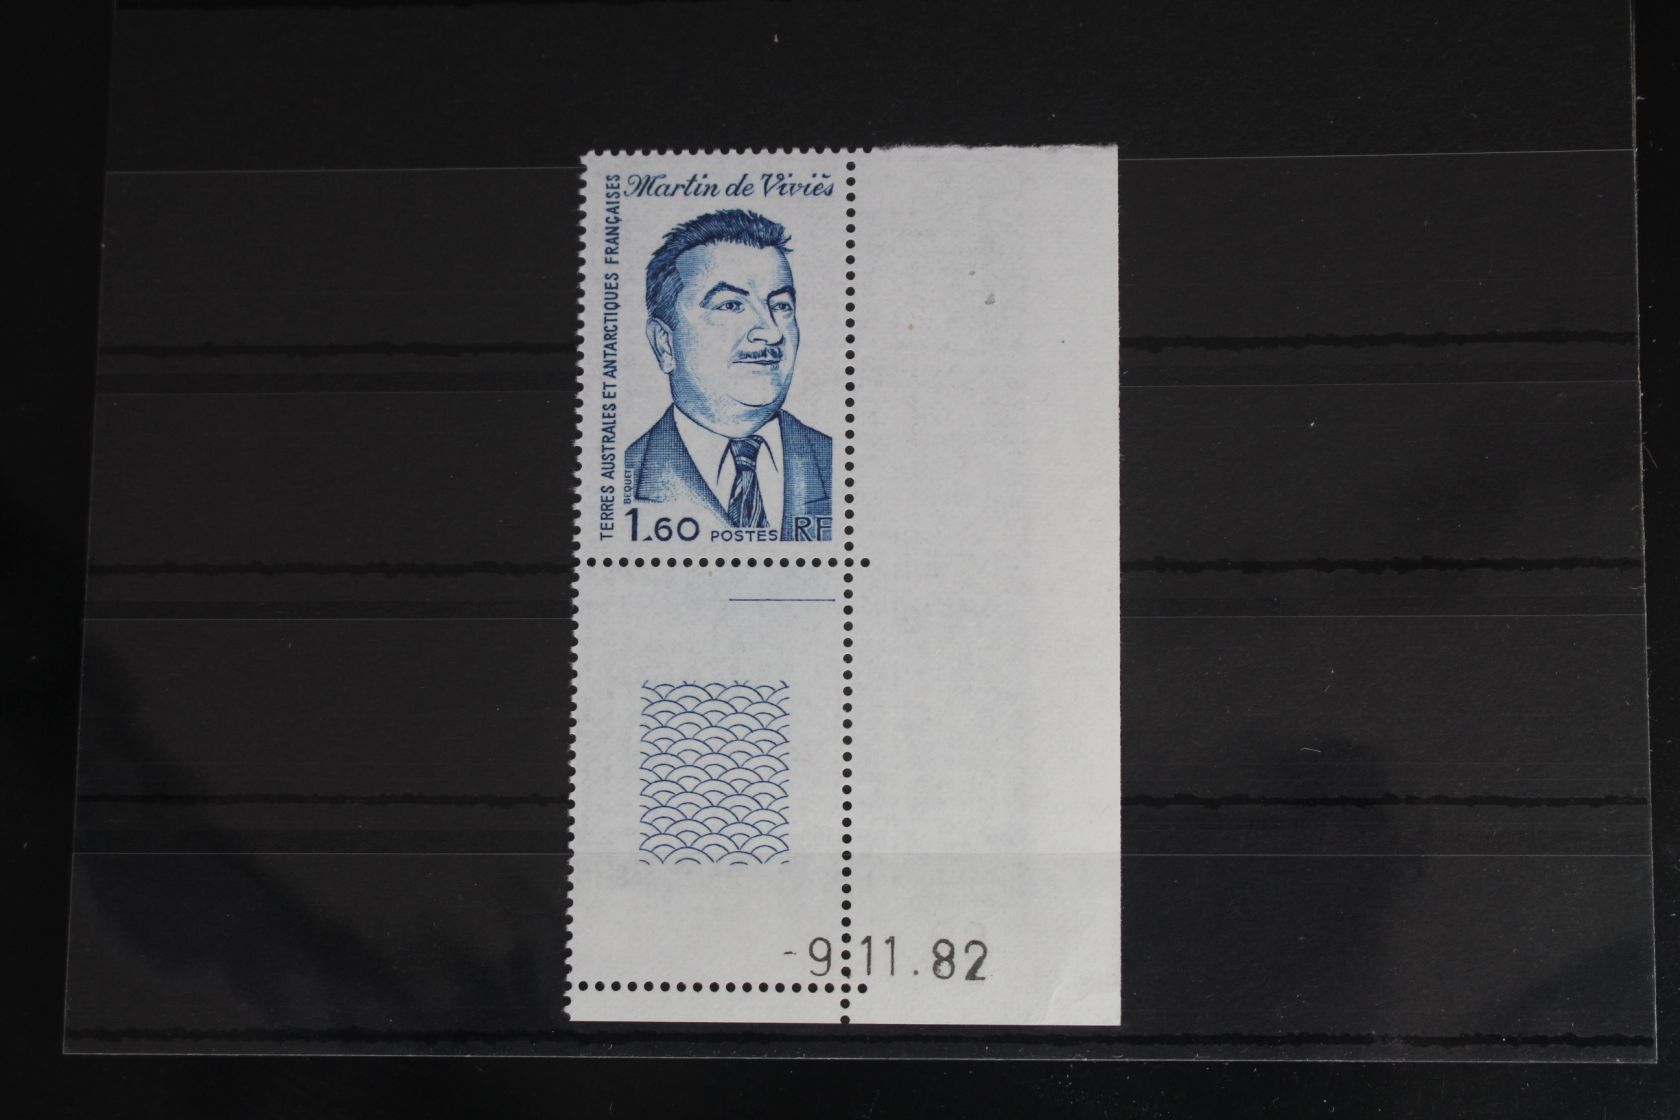 Martin de Viviès
TERRES AUSTRALES ET ANTARCTIQUES FRANÇAISES
BEQUET
1.60 POSTES RF
-9.11.82